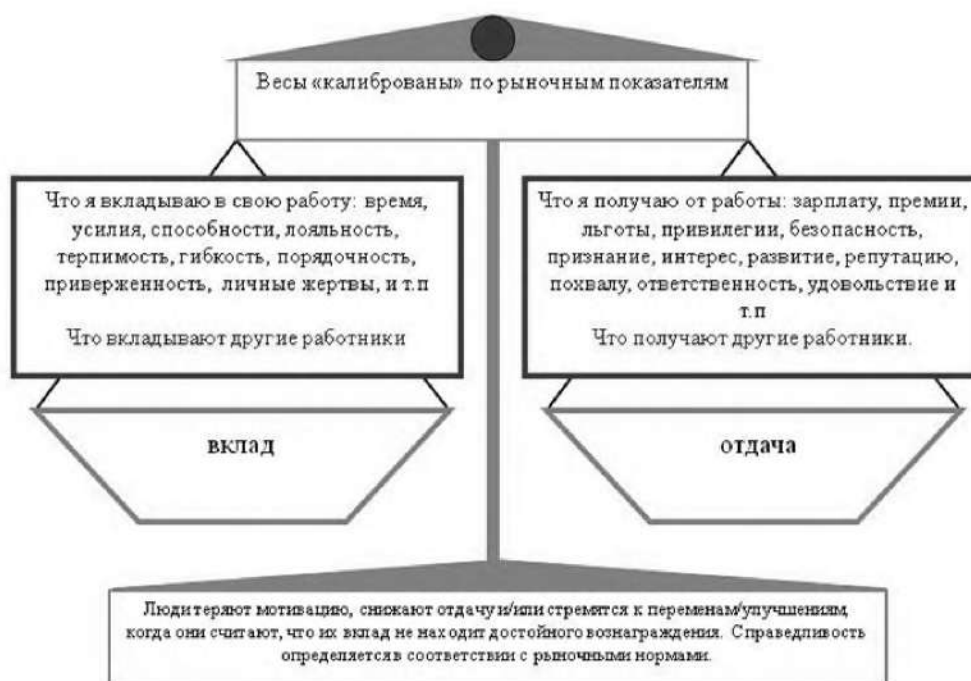 Весы «калиброваны» по рыночным показателям
Что я вкладываю в свою работу: время,
усилия, способности, лояльность,
терпимость, гибкость, порядочность,
приверженность, личные жертвы, и т.п
Что вкладывают другие работники
Что я получаю от работы: зарплату, премии,
льготы, привилегии, безопасность,
признание, интерес, развитие, репутацию,
похвалу, ответственность, удовольствие и
т.п
Что получают другие работники.
вклад
отдача
Люди теряют мотивацию, снижают отдачу и/или стремятся к переменам/улучшениям,
когда они считают, что их вклад не находит достойного вознаграждения. Справедливость
определяется в соответствии с рыночными нормами.